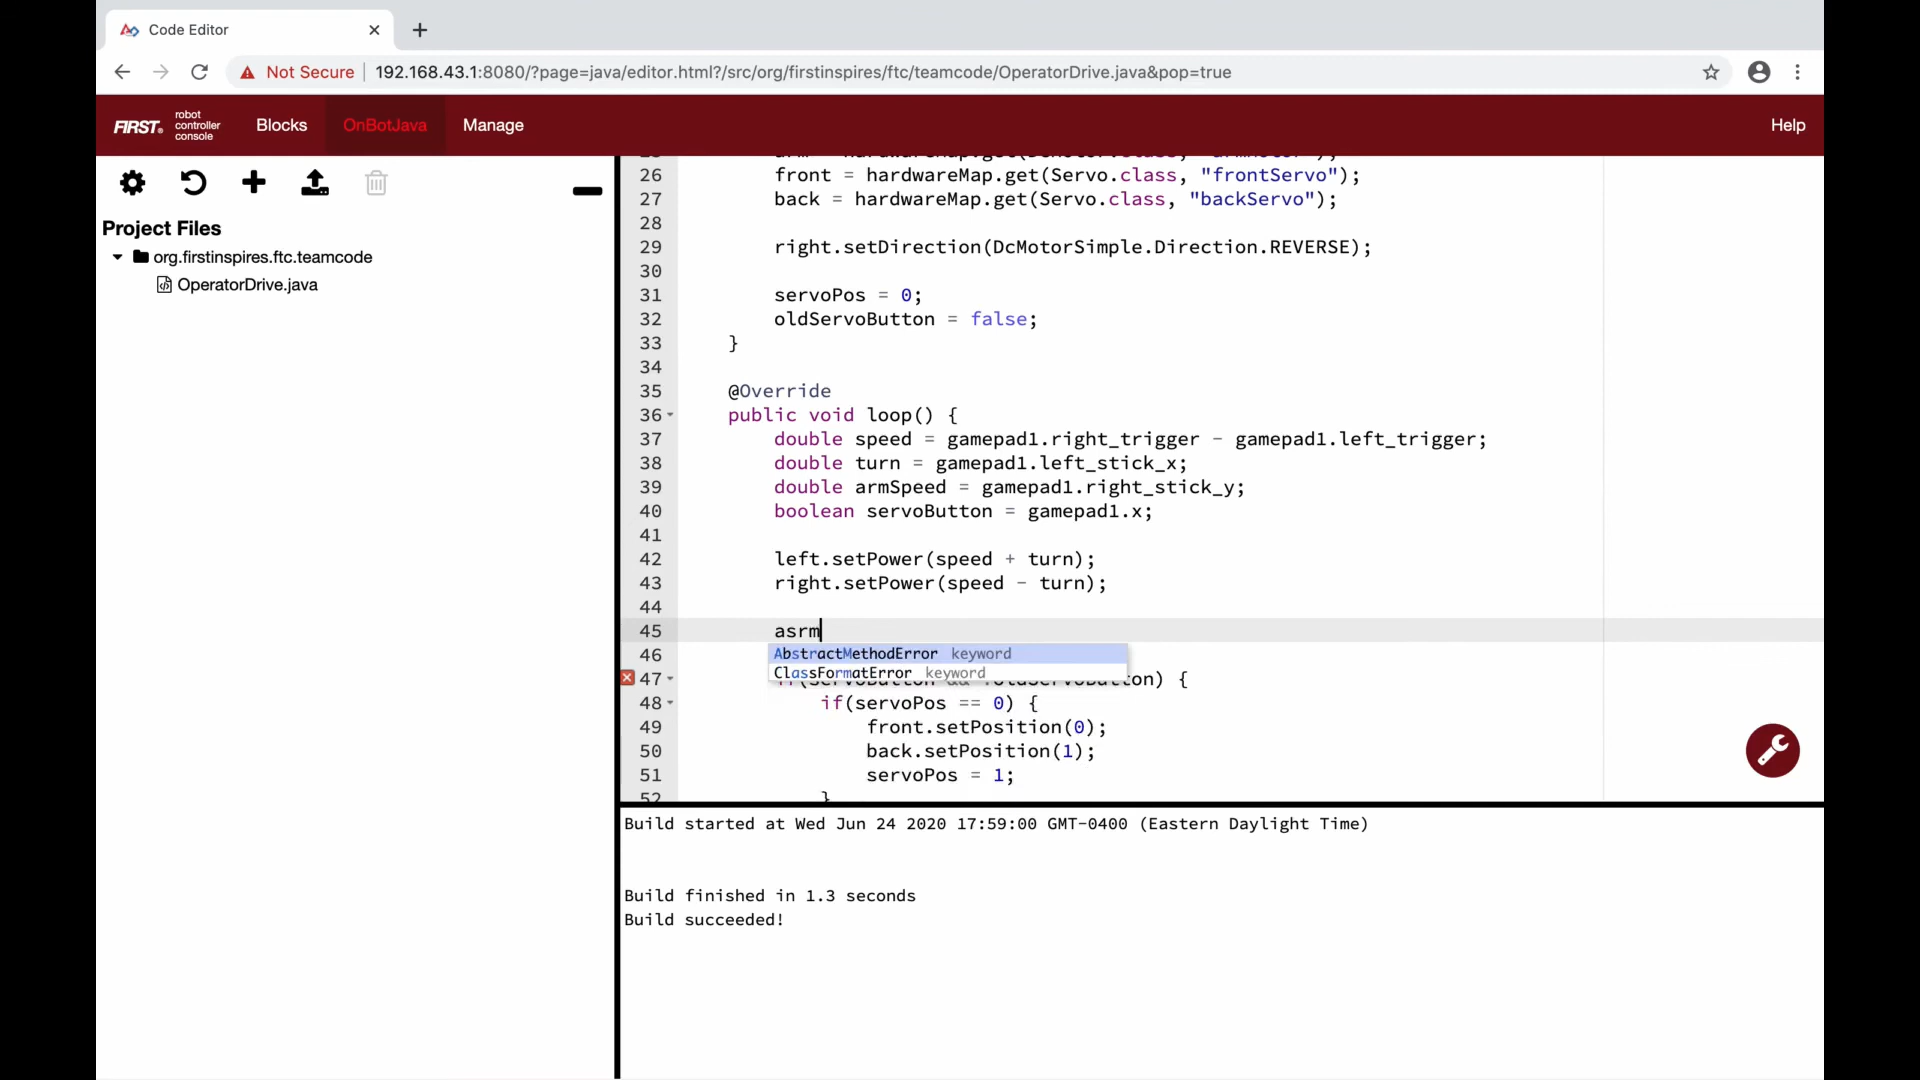 Code Editor
Not Secure 192.168.43.1:8080/?page=java/editor.html?/src/org/firstinspires/ftc/teamcode/OperatorDrive.java&pop=true
FIRST® robot controller console Blocks OnBotJava Manage Help
Project Files
org.firstinspires.ftc.teamcode
OperatorDrive.java
26 front = hardwareMap.get(Servo.class, "frontServo");
27 back = hardwareMap.get(Servo.class, "backServo");
28
29 right.setDirection(DcMotorSimple.Direction.REVERSE);
30
31 servoPos = 0;
32 oldServoButton = false;
33 }
34
35 @Override
36 public void loop() {
37 double speed = gamepad1.right_trigger - gamepad1.left_trigger;
38 double turn = gamepad1.left_stick_x;
39 double armSpeed = gamepad1.right_stick_y;
40 boolean servoButton = gamepad1.x;
41
42 left.setPower(speed + turn);
43 right.setPower(speed - turn);
44
45 asrm
46 AbstractMethodError keyword
ClassFormatError keyword
47 {
48 if(servoPos == 0) {
49 front.setPosition(0);
50 back.setPosition(1);
51 servoPos = 1;
52 }
Build started at Wed Jun 24 2020 17:59:00 GMT-0400 (Eastern Daylight Time)
Build finished in 1.3 seconds
Build succeeded!